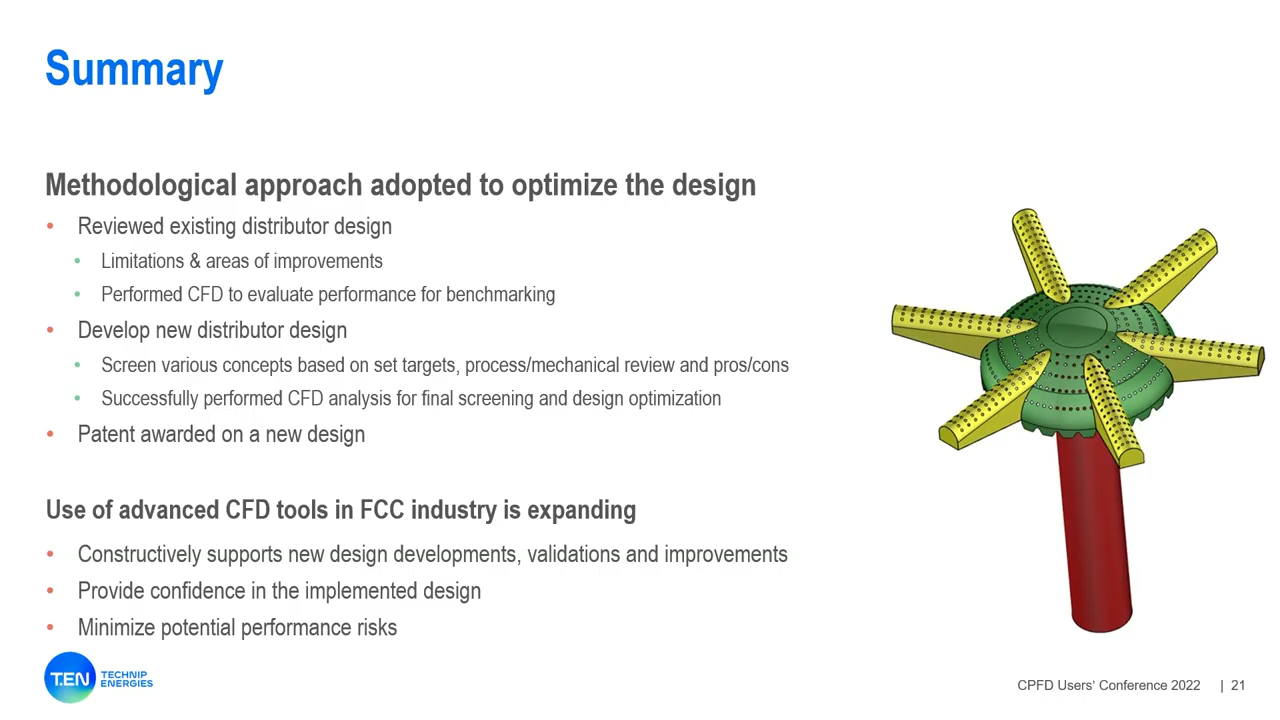 Summary
Methodological approach adopted to optimize the design
• Reviewed existing distributor design
• Limitations & areas of improvements
• Performed CFD to evaluate performance for benchmarking
• Develop new distributor design
• Screen various concepts based on set targets, process/mechanical review and pros/cons
• Successfully performed CFD analysis for final screening and design optimization
• Patent awarded on a new design
Use of advanced CFD tools in FCC industry is expanding
• Constructively supports new design developments, validations and improvements
• Provide confidence in the implemented design
• Minimize potential performance risks
T.EN
TECHNIP
ENERGIES
CPFD Users’ Conference 2022 | 21